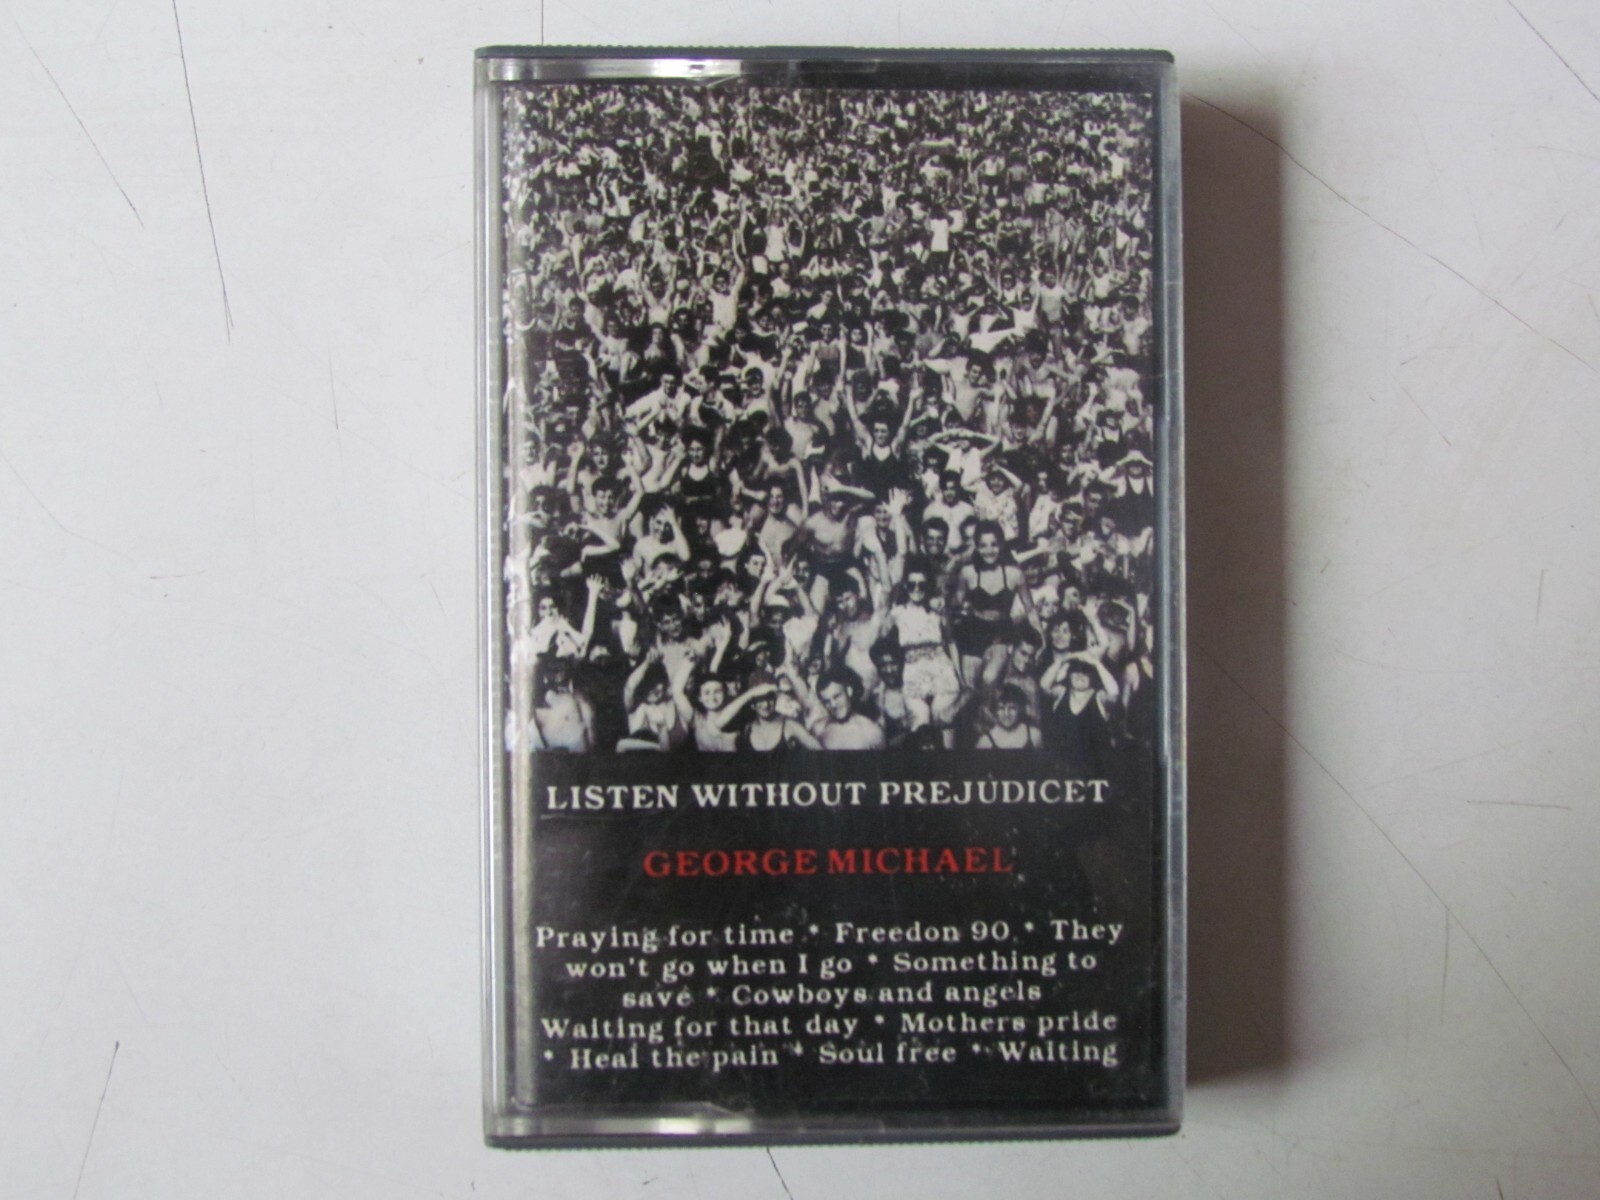 LISTEN WITHOUT PREJUDICET
GEORGE MICHAEL
Praying for time * Freedon 90 * They
won't go when I go * Something to
save * Cowboys and angels
Waiting for that day * Mothers pride
* Heal the pain * Soul free * Waiting